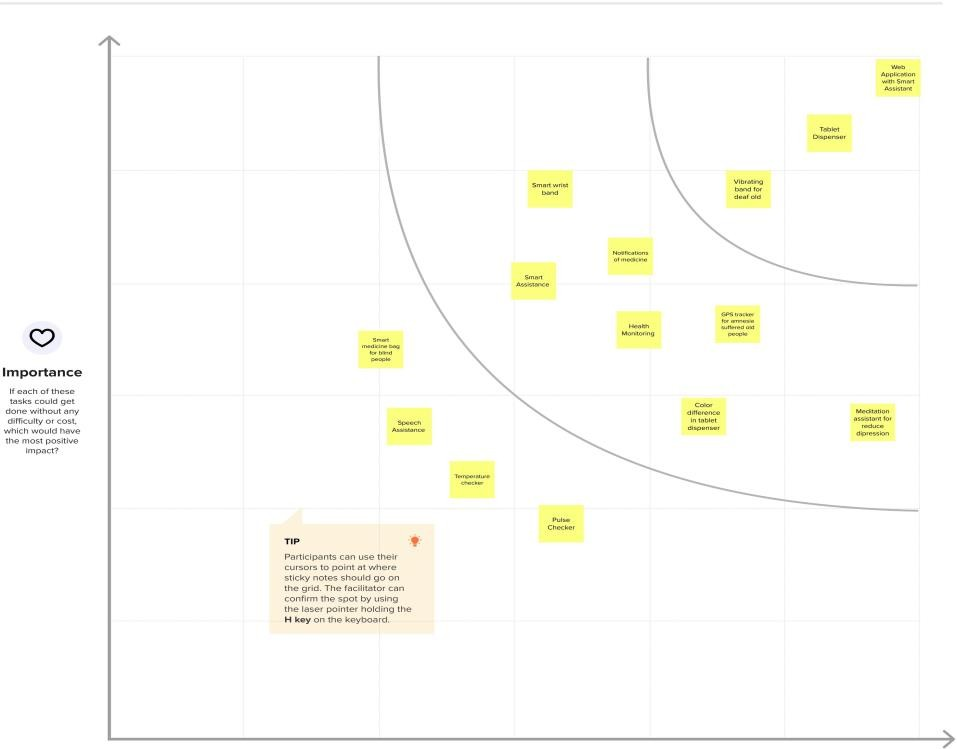 Web
Application
with Smart
Assistant
Tablet
Dispenser
Smart wrist
band
Vibrating
band for
deaf old
Notifications
of medicine
Smart
Assistance
Health
Monitoring
GPS tracker
for amnesie
suffered old
people
Smart
medicine bag
for blind
people
Importance
If each of these
tasks could get
done without any
difficulty or cost,
which would have
the most positive
impact?
Speech
Assistance
Color
difference
in tablet
dispenser
Meditation
assistant for
reduce
dipression
Temperature
checker
Pulse
Checker
TIP
Participants can use their
cursors to point at where
sticky notes should go on
the grid. The facilitator can
confirm the spot by using
the laser pointer holding the
H key on the keyboard.